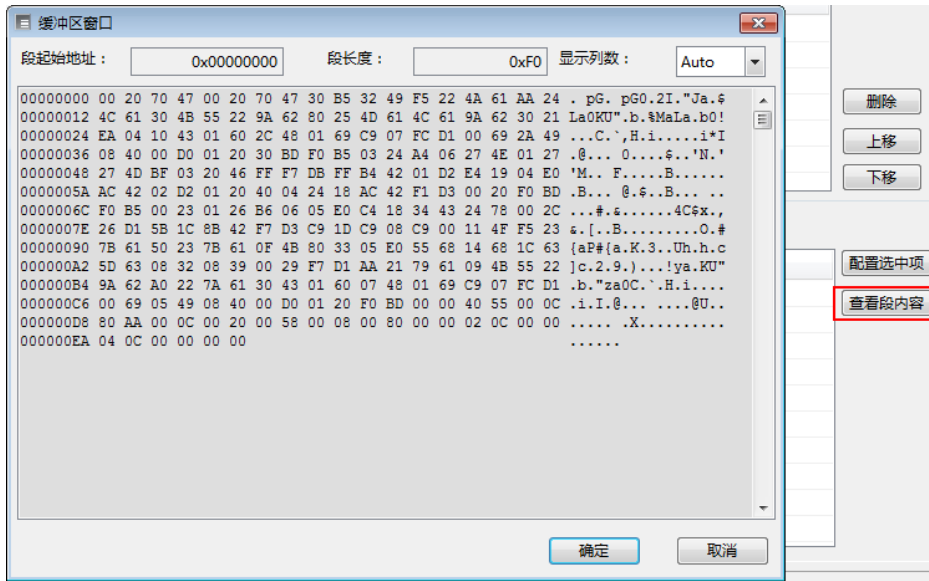 缓冲区窗口
段起始地址： 0x00000000 段长度： 0xF0 显示列数： Auto
00000000 00 20 70 47 00 20 70 47 30 B5 32 49 F5 22 4A 61 AA 24 . pG. pG0.2I."Ja.$
00000012 4C 61 30 4B 55 22 9A 62 80 25 4D 61 4C 61 9A 62 30 21 La0KU".b.%MaLa.b0!
00000024 EA 04 10 43 01 60 2C 48 01 69 C9 07 FC D1 00 69 2A 49 ...C.`,H.i.....i*I
00000036 08 40 00 D0 01 20 30 BD F0 B5 03 24 A4 06 27 4E 01 27 .@... 0....$..'N.'
00000048 27 4D BF 03 20 46 FF F7 DB FF B4 42 01 D2 E4 19 04 E0 'M.. F.....B......
0000005A AC 42 02 D2 01 20 40 04 24 18 AC 42 F1 D3 00 20 F0 BD .B... @.$..B... ..
0000006C F0 B5 00 23 01 26 B6 06 05 E0 C4 18 34 43 24 78 00 2C ...#.&......4C$x.,
0000007E 26 D1 5B 1C 8B 42 F7 D3 C9 1D C9 08 C9 00 11 4F F5 23 &.[..B.........O.#
00000090 7B 61 50 23 7B 61 0F 4B 80 33 05 E0 55 68 14 68 1C 63 {aP#{a.K.3..Uh.h.c
000000A2 5D 63 08 32 08 39 00 29 F7 D1 AA 21 79 61 09 4B 55 22 ]c.2.9.)...!ya.KU"
000000B4 9A 62 A0 22 7A 61 30 43 01 60 07 48 01 69 C9 07 FC D1 .b."za0C.`.H.i....
000000C6 00 69 05 49 08 40 00 D0 01 20 F0 BD 00 00 40 55 00 0C .i.I.@... ....@U..
000000D8 80 AA 00 0C 00 20 00 58 00 08 00 80 00 00 02 0C 00 00 ..... .X..........
000000EA 04 0C 00 00 00 00 ......
确定 取消
删除
上移
下移
配置选中项
查看段内容